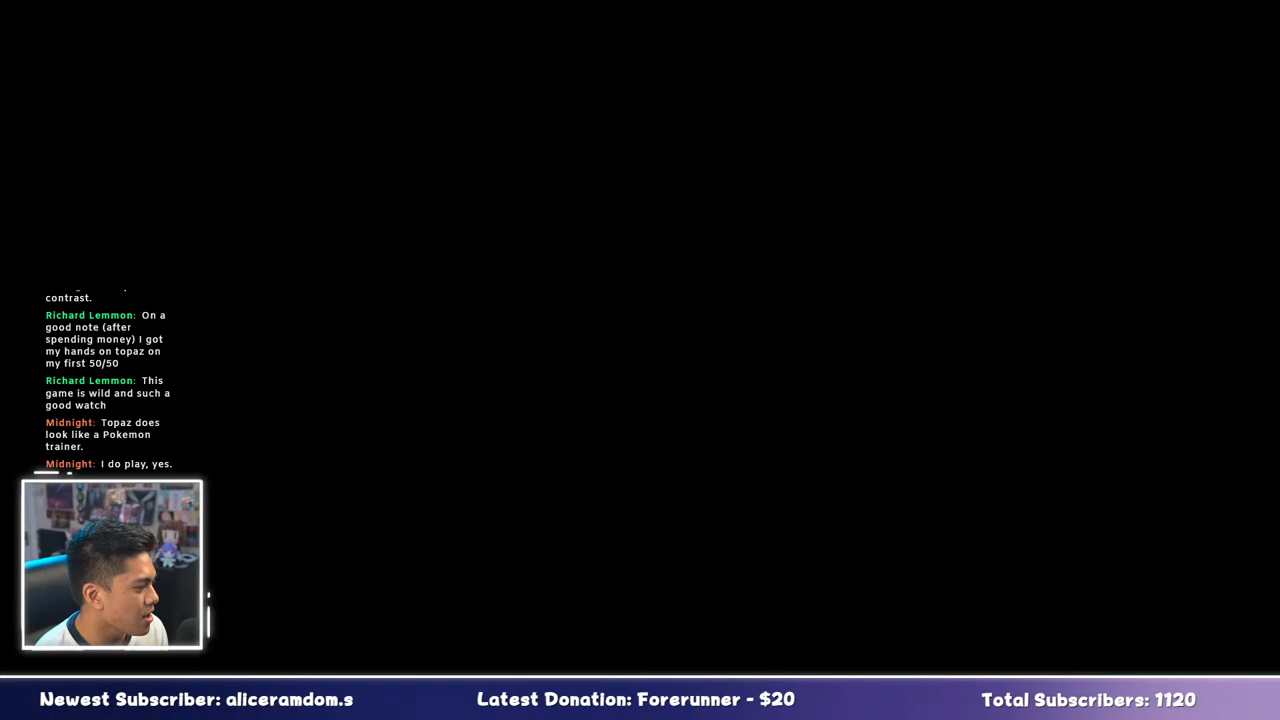 contrast.
Richard Lemmon: On a
good note (after
spending money) I got
my hands on topaz on
my first 50/50
Richard Lemmon: This
game is wild and such a
good watch
Midnight: Topaz does
look like a Pokemon
trainer.
Midnight: I do play, yes.
Newest Subscriber: aliceramdom.s
Latest Donation: Forerunner - $20
Total Subscribers: 1120